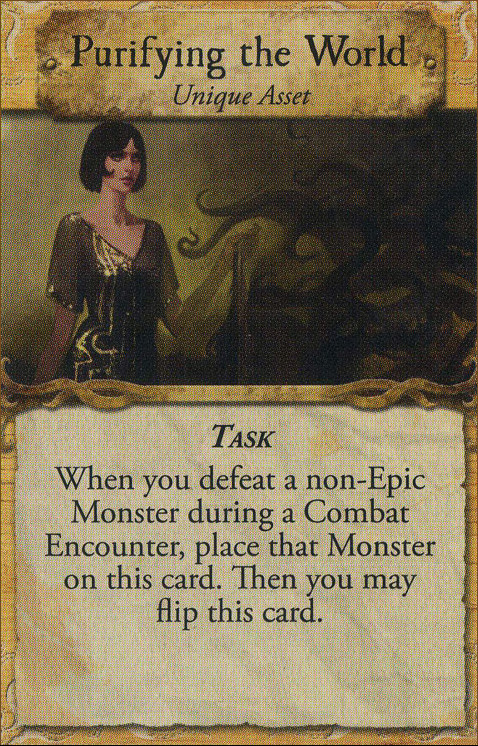 Purifying the World
Unique Asset
Task
When you defeat a non-Epic
Monster during a Combat
Encounter, place that Monster
on this card. Then you may
flip this card.